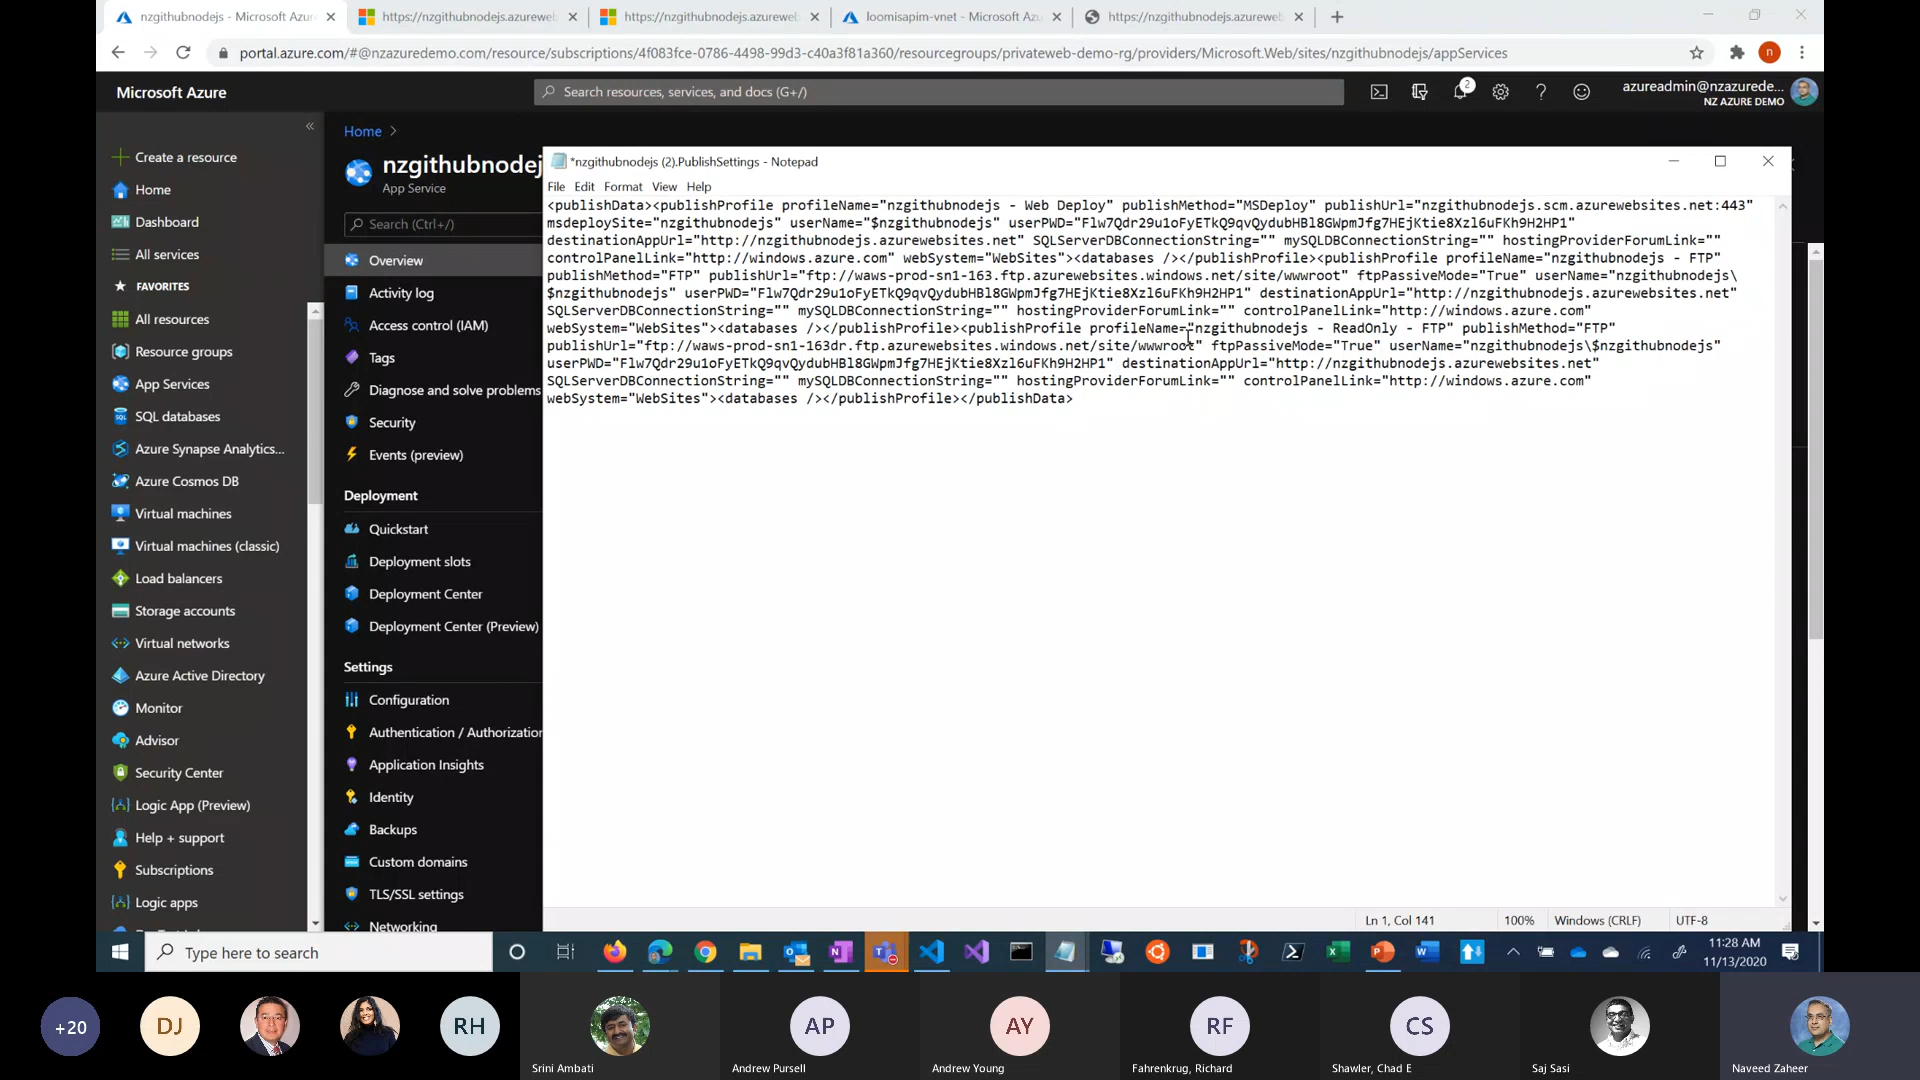 nzgithubnodejs - Microsoft Azur
https://nzgithubnodejs.azureweb
https://nzgithubnodejs.azurewebs
loomisapim-vnet - Microsoft Azu
https://nzgithubnodejs.azurewebs
portal.azure.com/#@nzazuredemo.com/resource/subscriptions/4f083fce-0786-4498-99d3-c40a3f81a360/resourcegroups/privateweb-demo-rg/providers/Microsoft.Web/sites/nzgithubnodejs/appServices
n
Microsoft Azure
Search resources, services, and docs (G+/)
2
azureadmin@nzazurede...
NZ AZURE DEMO
Create a resource
Home
Dashboard
All services
FAVORITES
All resources
Resource groups
App Services
SQL databases
Azure Synapse Analytics...
Azure Cosmos DB
Virtual machines
Virtual machines (classic)
Load balancers
Storage accounts
Virtual networks
Azure Active Directory
Monitor
Advisor
Security Center
Logic App (Preview)
Help + support
Subscriptions
Logic apps
Home >
nzgithubnodej
App Service
Search (Ctrl+/)
Overview
Activity log
Access control (IAM)
Tags
Diagnose and solve problems
Security
Events (preview)
Deployment
Quickstart
Deployment slots
Deployment Center
Deployment Center (Preview)
Settings
Configuration
Authentication / Authorization
Application Insights
Identity
Backups
Custom domains
TLS/SSL settings
Networking
*nzgithubnodejs (2).PublishSettings - Notepad
File Edit Format View Help
<publishData><publishProfile profileName="nzgithubnodejs - Web Deploy" publishMethod="MSDeploy" publishUrl="nzgithubnodejs.scm.azurewebsites.net:443"
msdeploySite="nzgithubnodejs" userName="$nzgithubnodejs" userPWD="Flw7Qdr29u1oFyETkQ9qvQydubHBl8GWpmJfg7HEjKtie8Xzl6uFKh9H2HP1"
destinationAppUrl="http://nzgithubnodejs.azurewebsites.net" SQLServerDBConnectionString="" mySQLDBConnectionString="" hostingProviderForumLink=""
controlPanelLink="http://windows.azure.com" webSystem="WebSites"><databases /></publishProfile><publishProfile profileName="nzgithubnodejs - FTP"
publishMethod="FTP" publishUrl="ftp://waws-prod-sn1-163.ftp.azurewebsites.windows.net/site/wwwroot" ftpPassiveMode="True" userName="nzgithubnodejs\
$nzgithubnodejs" userPWD="Flw7Qdr29u1oFyETkQ9qvQydubHBl8GWpmJfg7HEjKtie8Xzl6uFKh9H2HP1" destinationAppUrl="http://nzgithubnodejs.azurewebsites.net"
SQLServerDBConnectionString="" mySQLDBConnectionString="" hostingProviderForumLink="" controlPanelLink="http://windows.azure.com"
webSystem="WebSites"><databases /></publishProfile><publishProfile profileName="nzgithubnodejs - ReadOnly - FTP" publishMethod="FTP"
publishUrl="ftp://waws-prod-sn1-163dr.ftp.azurewebsites.windows.net/site/wwwroot" ftpPassiveMode="True" userName="nzgithubnodejs\$nzgithubnodejs"
userPWD="Flw7Qdr29u1oFyETkQ9qvQydubHBl8GWpmJfg7HEjKtie8Xzl6uFKh9H2HP1" destinationAppUrl="http://nzgithubnodejs.azurewebsites.net"
SQLServerDBConnectionString="" mySQLDBConnectionString="" hostingProviderForumLink="" controlPanelLink="http://windows.azure.com"
webSystem="WebSites"><databases /></publishProfile></publishData>
Ln 1, Col 141 100% Windows (CRLF) UTF-8
Type here to search
11:28 AM
11/13/2020
+20
DJ
RH
AP
AY
RF
CS
Srini Ambati
Andrew Pursell
Andrew Young
Fahrenkrug, Richard
Shawler, Chad E
Saj Sasi
Naveed Zaheer